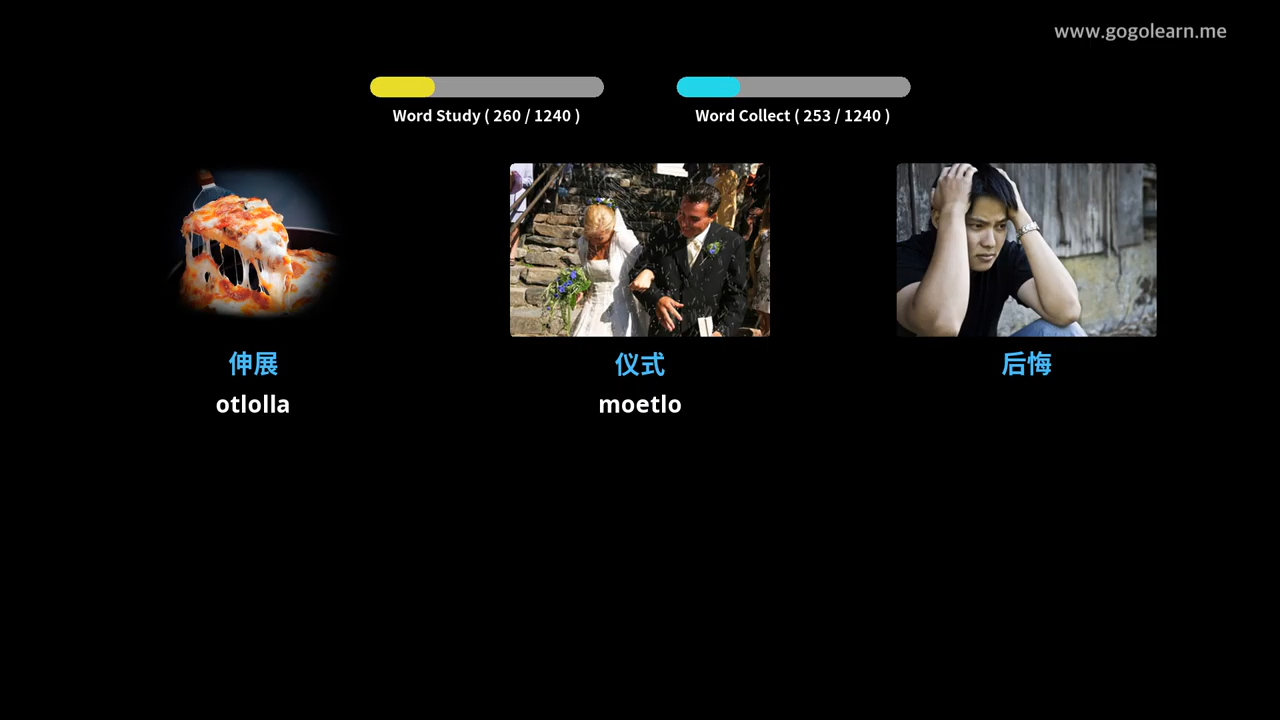 www.gogolearn.me
Word Study ( 260 / 1240 )
Word Collect ( 253 / 1240 )
伸展
仪式
后悔
otlolla
moetlo